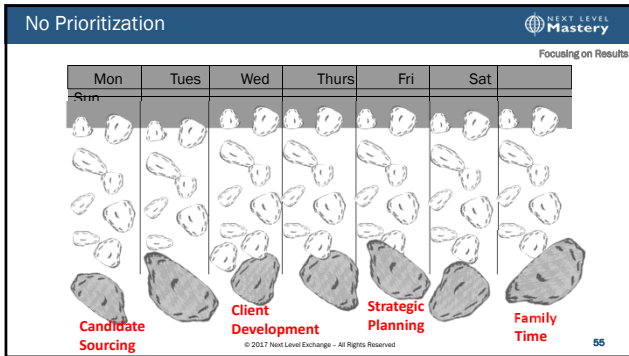 No Prioritization
NEXT LEVEL
Mastery
Focusing on Results
Mon Tues Wed Thurs Fri Sat
Sun
Candidate
Sourcing
Client
Development
Strategic
Planning
Family
Time
© 2017 Next Level Exchange – All Rights Reserved
55